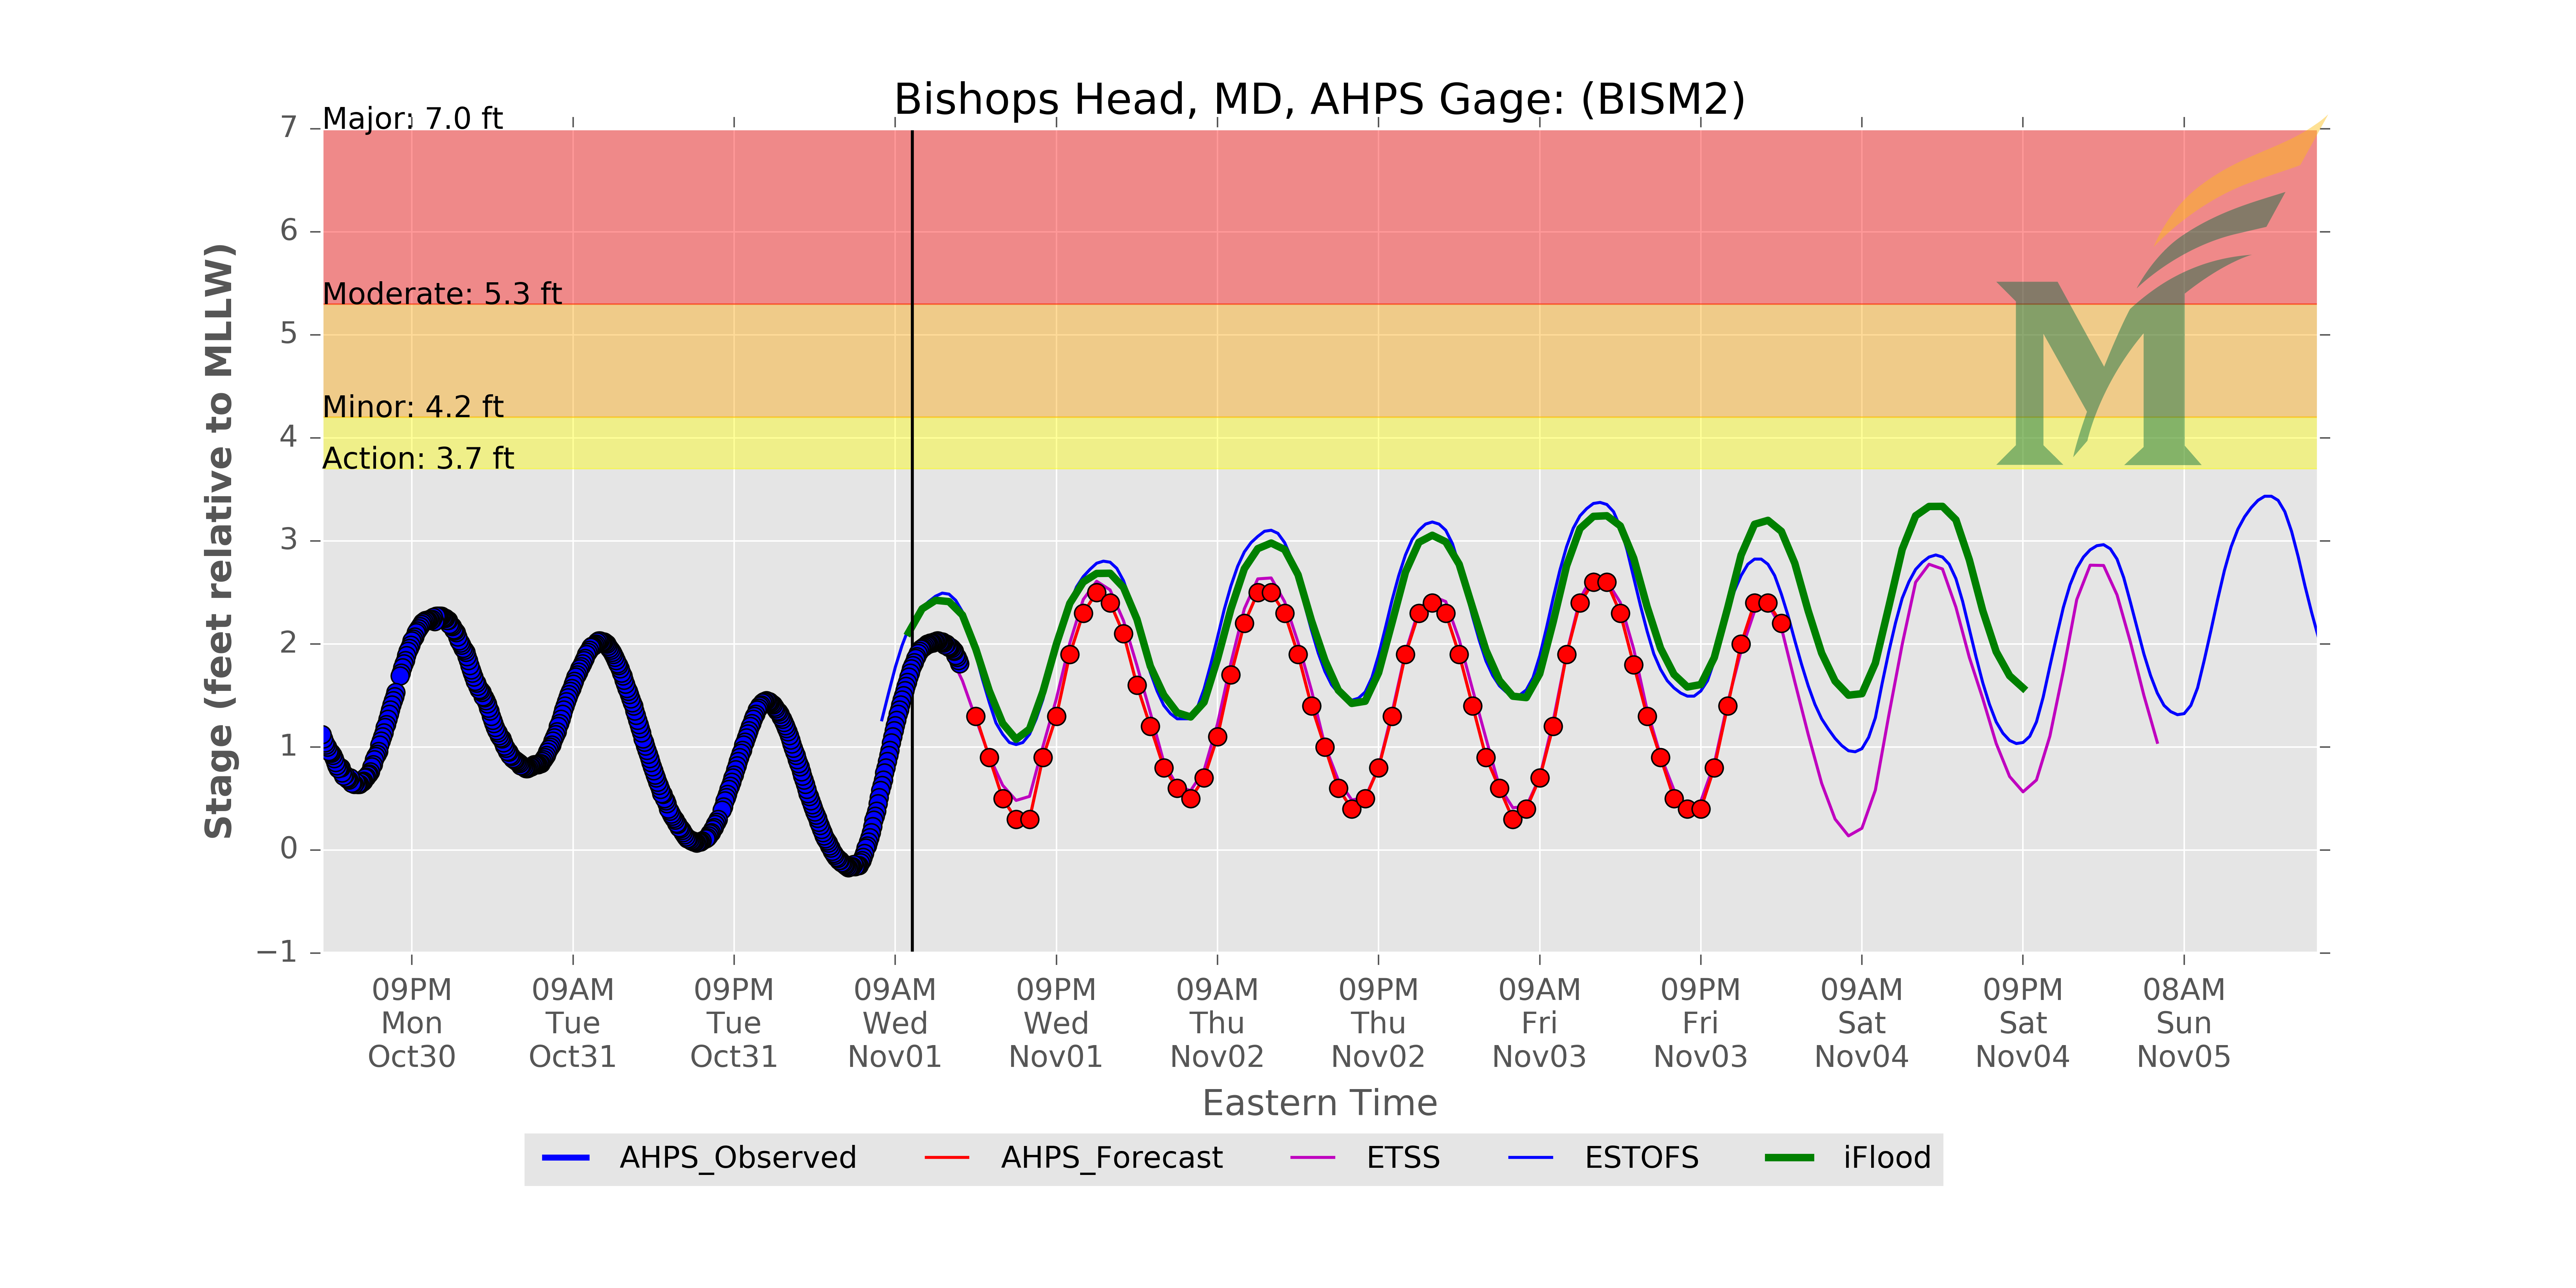 Bishops Head, MD, AHPS Gage: (BISM2)
Major: 7.0 ft
Moderate: 5.3 ft
Minor: 4.2 ft
Action: 3.7 ft
7
6
5
4
3
2
1
0
−1
Stage (feet relative to MLLW)
09PM Mon Oct30
09AM Tue Oct31
09PM Tue Oct31
09AM Wed Nov01
09PM Wed Nov01
09AM Thu Nov02
09PM Thu Nov02
09AM Fri Nov03
09PM Fri Nov03
09AM Sat Nov04
09PM Sat Nov04
08AM Sun Nov05
Eastern Time
AHPS_Observed
AHPS_Forecast
ETSS
ESTOFS
iFlood
M